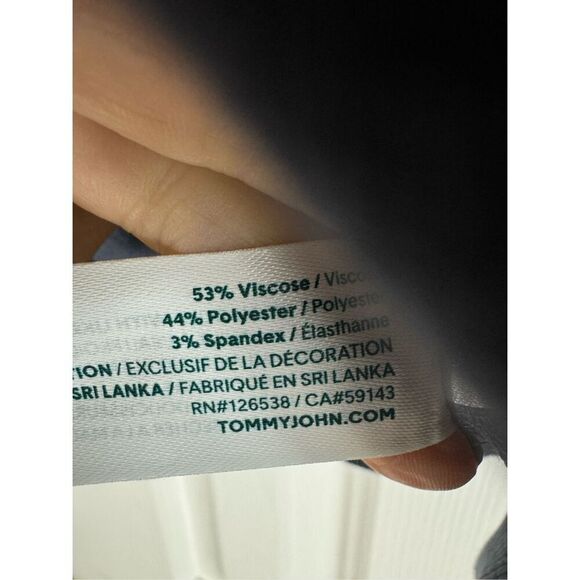 53% Viscose / Visco
44% Polyester / Polyester
3% Spandex / Élasthanne
TION / EXCLUSIF DE LA DÉCORATION
SRI LANKA / FABRIQUÉ EN SRI LANKA
RN#126538 / CA#59143
TOMMYJOHN.COM